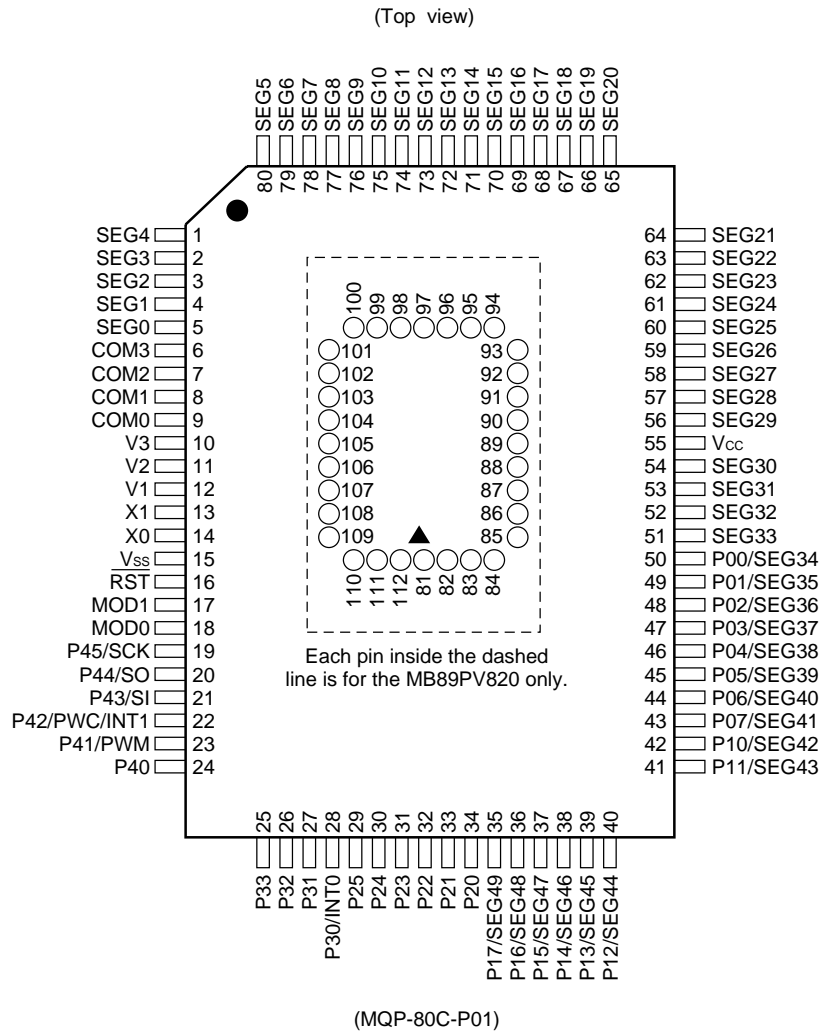 (Top view)
SEG5
SEG6
SEG7
SEG8
SEG9
SEG10
SEG11
SEG12
SEG13
SEG14
SEG15
SEG16
SEG17
SEG18
SEG19
SEG20
80
79
78
77
76
75
74
73
72
71
70
69
68
67
66
65
SEG4 1
SEG3 2
SEG2 3
SEG1 4
SEG0 5
COM3 6
COM2 7
COM1 8
COM0 9
V3 10
V2 11
V1 12
X1 13
X0 14
Vss 15
RST 16
MOD1 17
MOD0 18
P45/SCK 19
P44/SO 20
P43/SI 21
P42/PWC/INT1 22
P41/PWM 23
P40 24
100
99
98
97
96
95
94
101
102
103
104
105
106
107
108
109
93
92
91
90
89
88
87
86
85
110
111
112
81
82
83
84
Each pin inside the dashed
line is for the MB89PV820 only.
64 SEG21
63 SEG22
62 SEG23
61 SEG24
60 SEG25
59 SEG26
58 SEG27
57 SEG28
56 SEG29
55 Vcc
54 SEG30
53 SEG31
52 SEG32
51 SEG33
50 P00/SEG34
49 P01/SEG35
48 P02/SEG36
47 P03/SEG37
46 P04/SEG38
45 P05/SEG39
44 P06/SEG40
43 P07/SEG41
42 P10/SEG42
41 P11/SEG43
25
26
27
28
29
30
31
32
33
34
35
36
37
38
39
40
P33
P32
P31
P30/INT0
P25
P24
P23
P22
P21
P20
P17/SEG49
P16/SEG48
P15/SEG47
P14/SEG46
P13/SEG45
P12/SEG44
(MQP-80C-P01)